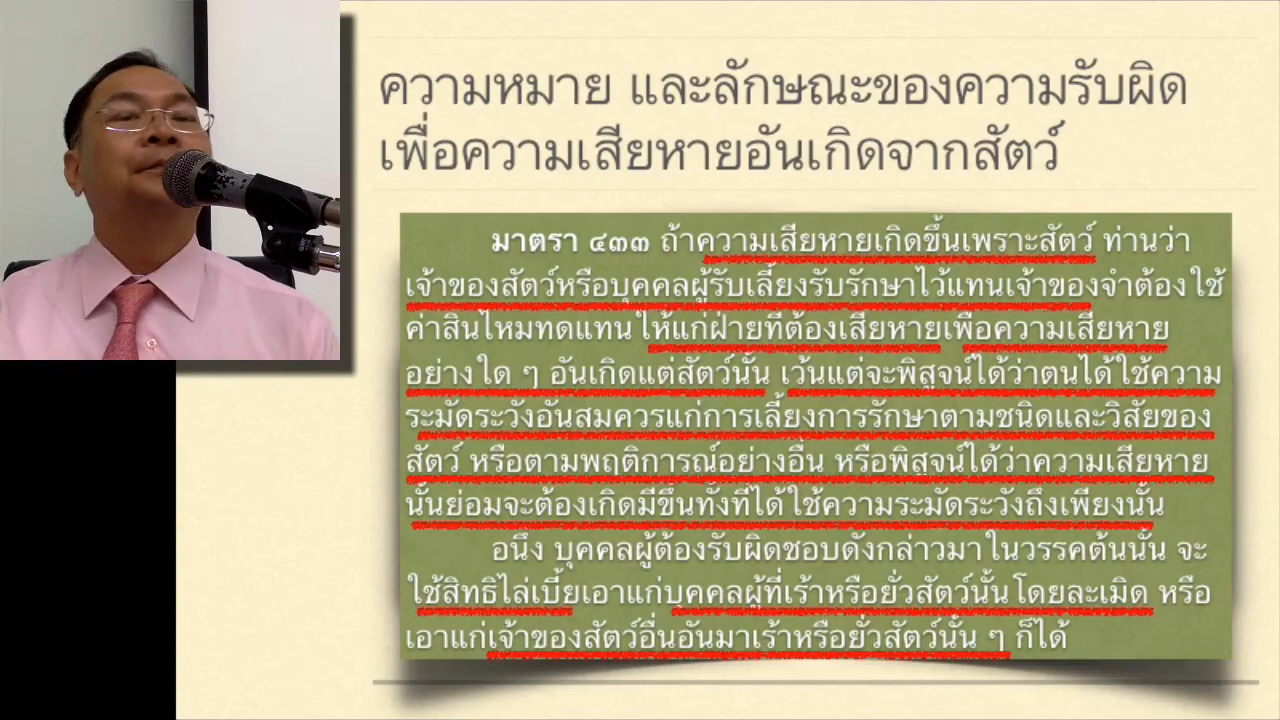 ความหมาย และลักษณะของความรับผิด
เพื่อความเสียหายอันเกิดจากสัตว์
มาตรา ๔๓๓ ถ้าความเสียหายเกิดขึ้นเพราะสัตว์ ท่านว่า
เจ้าของสัตว์หรือบุคคลผู้รับเลี้ยงรับรักษาไว้แทนเจ้าของจำต้องใช้
ค่าสินไหมทดแทนให้แก่ฝ่ายที่ต้องเสียหายเพื่อความเสียหาย
อย่างใด ๆ อันเกิดแต่สัตว์นั้น เว้นแต่จะพิสูจน์ได้ว่าตนได้ใช้ความ
ระมัดระวังอันสมควรแก่การเลี้ยงการรักษาตามชนิดและวิสัยของ
สัตว์ หรือตามพฤติการณ์อย่างอื่น หรือพิสูจน์ได้ว่าความเสียหาย
นั้นย่อมจะต้องเกิดมีขึ้นทั้งที่ได้ใช้ความระมัดระวังถึงเพียงนั้น
อนึ่ง บุคคลผู้ต้องรับผิดชอบดังกล่าวมาในวรรคต้นนั้น จะ
ใช้สิทธิไล่เบี้ยเอาแก่บุคคลผู้ที่เร้าหรือยั่วสัตว์นั้นโดยละเมิด หรือ
เอาแก่เจ้าของสัตว์อื่นอันมาเร้าหรือยั่วสัตว์นั้น ๆ ก็ได้